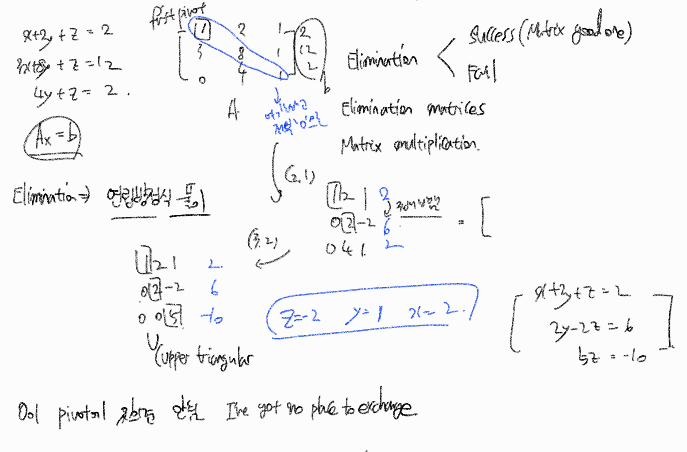 x+2y+z = 2
3x+8y+z = 12
4y+z = 2.
Ax = b
first pivot
1 2 1 2
3 8 1 12
0 4 1 2
A
b
Elimination
Success (Matrix good one)
Fail
Elimination matrices
Matrix multiplication.
Elimination ⇒ 연립방정식 풀이
(2,1)
1 2 1 2
0 2 -2 6
0 4 1. 2
= [
(3,2)
1 2 1 2
0 2 -2 6
0 0 5 -10
U (upper triangular
z=-2 y=1 x=2.
x+2y+z = 2
2y-2z = 6
5z = -10
0이 pivot이 안됨 I've got no place to exchange